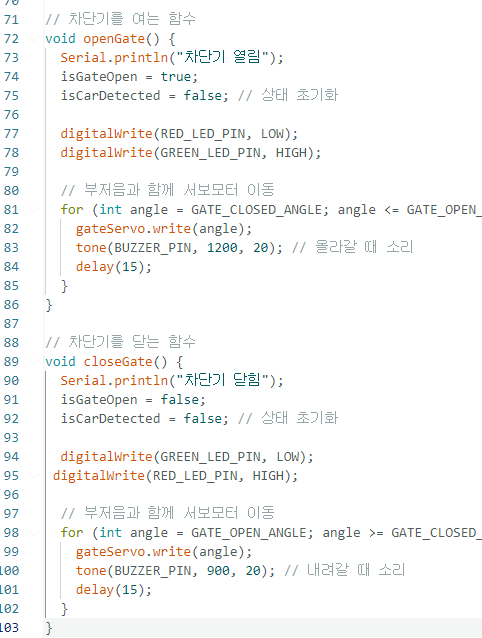 71 // 차단기를 여는 함수
72 void openGate() {
73 Serial.println("차단기 열림");
74 isGateOpen = true;
75 isCarDetected = false; // 상태 초기화
76
77 digitalWrite(RED_LED_PIN, LOW);
78 digitalWrite(GREEN_LED_PIN, HIGH);
79
80 // 부저음과 함께 서보모터 이동
81 for (int angle = GATE_CLOSED_ANGLE; angle <= GATE_OPEN_
82 gateServo.write(angle);
83 tone(BUZZER_PIN, 1200, 20); // 올라갈 때 소리
84 delay(15);
85 }
86 }
87
88 // 차단기를 닫는 함수
89 void closeGate() {
90 Serial.println("차단기 닫힘");
91 isGateOpen = false;
92 isCarDetected = false; // 상태 초기화
93
94 digitalWrite(GREEN_LED_PIN, LOW);
95 digitalWrite(RED_LED_PIN, HIGH);
96
97 // 부저음과 함께 서보모터 이동
98 for (int angle = GATE_OPEN_ANGLE; angle >= GATE_CLOSED_
99 gateServo.write(angle);
100 tone(BUZZER_PIN, 900, 20); // 내려갈 때 소리
101 delay(15);
102 }
103 }